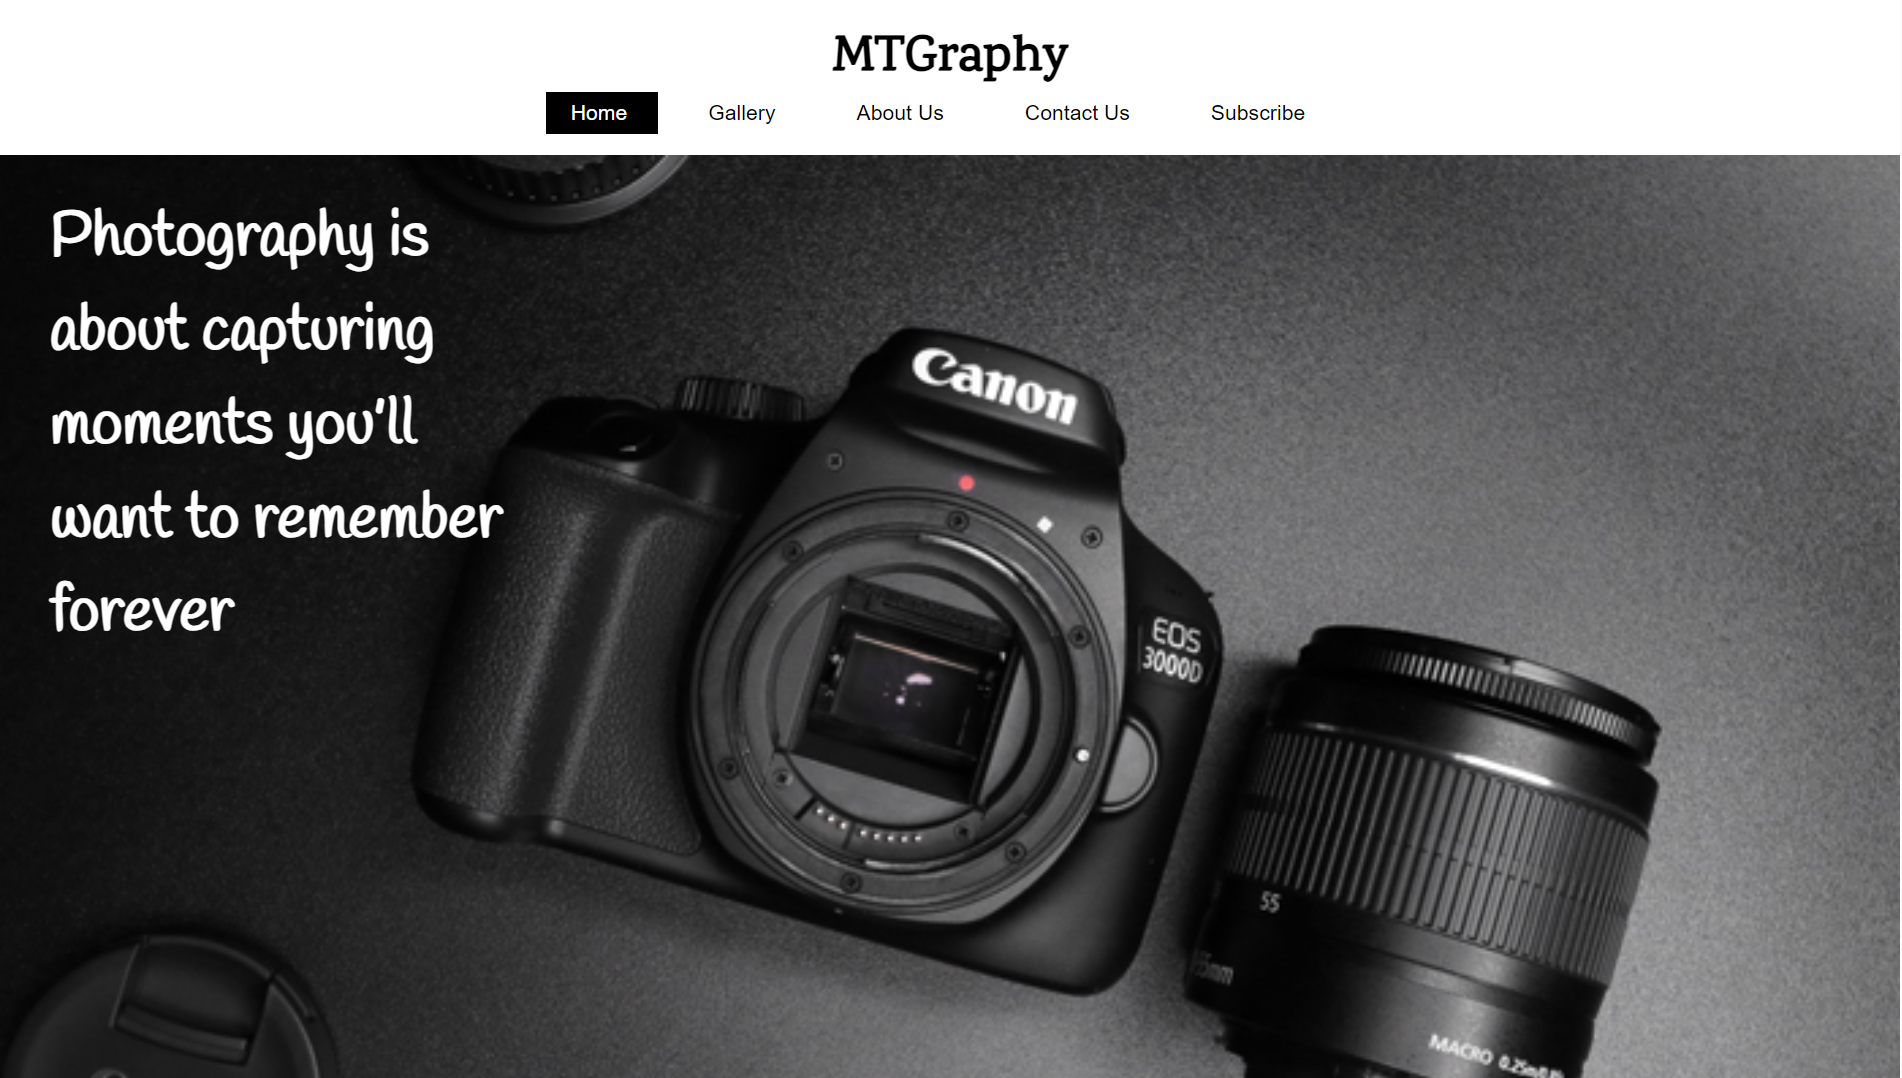 MTGraphy
Home Gallery About Us Contact Us Subscribe
Photography is
about capturing
moments you'll
want to remember
forever
Canon
EOS
3000D
55
MACRO 0.25m